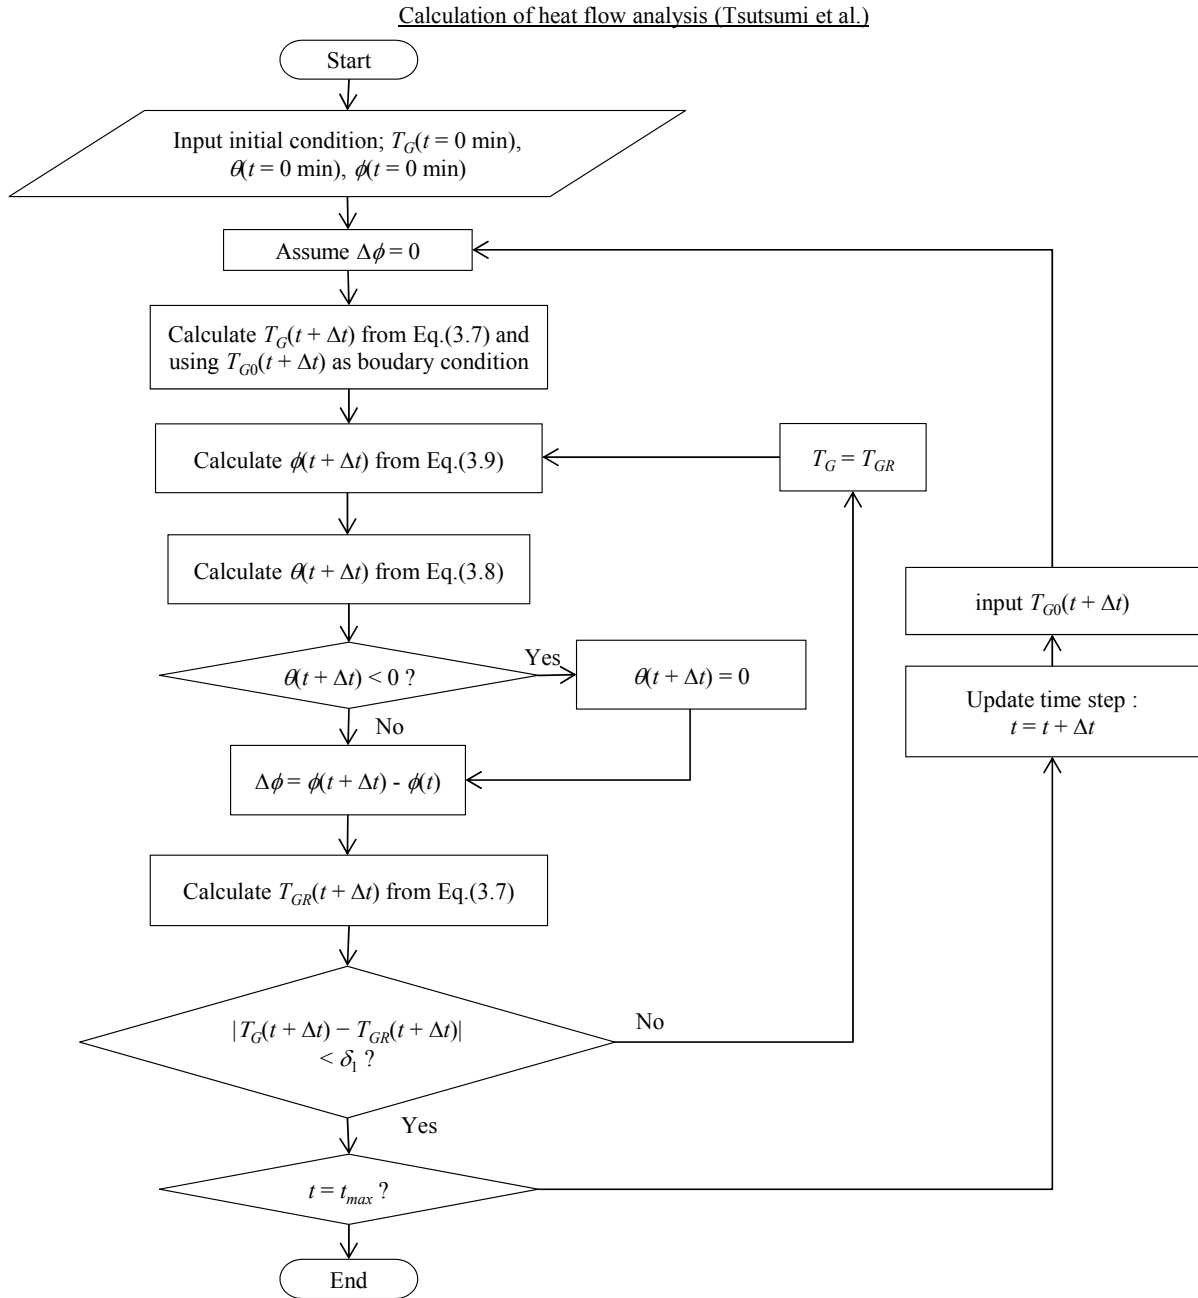 Calculation of heat flow analysis (Tsutsumi et al.)
Start
Input initial condition; T_G(t = 0 min),
θ(t = 0 min), ϕ(t = 0 min)
Assume Δϕ = 0
Calculate T_G(t + Δt) from Eq.(3.7) and
using T_G0(t + Δt) as boudary condition
Calculate ϕ(t + Δt) from Eq.(3.9)
T_G = T_GR
Calculate θ(t + Δt) from Eq.(3.8)
input T_G0(t + Δt)
Yes
θ(t + Δt) < 0 ?
θ(t + Δt) = 0
Update time step :
t = t + Δt
No
Δϕ = ϕ(t + Δt) - ϕ(t)
Calculate T_GR(t + Δt) from Eq.(3.7)
|T_G(t + Δt) − T_GR(t + Δt)|
< δ_1 ?
No
Yes
t = t_max ?
End